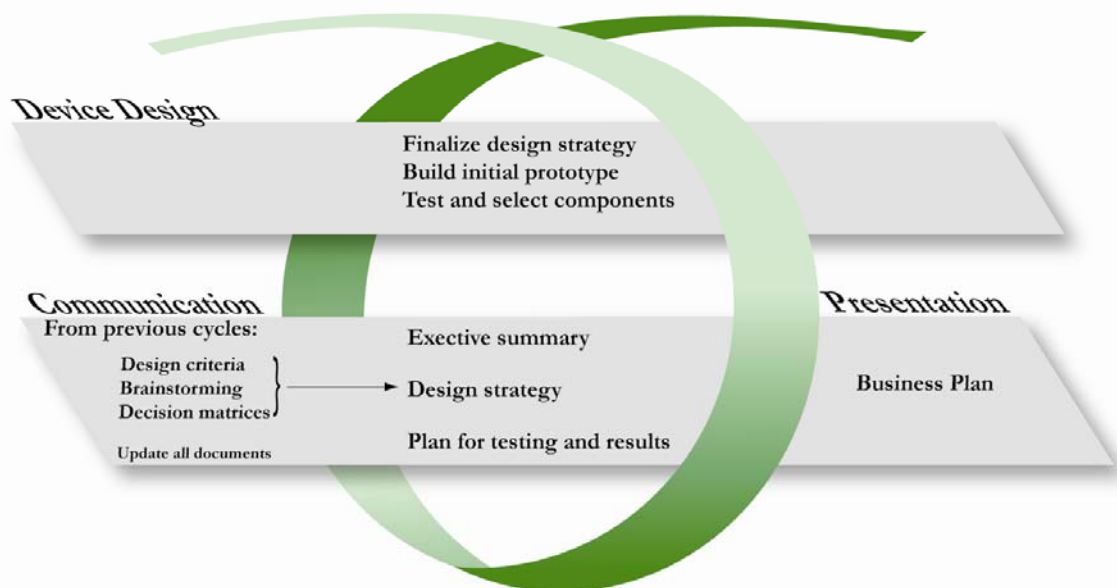 Device Design
Finalize design strategy
Build initial prototype
Test and select components
Communication
From previous cycles:
Design criteria
Brainstorming
Decision matrices
Update all documents
Exective summary
Design strategy
Plan for testing and results
Presentation
Business Plan